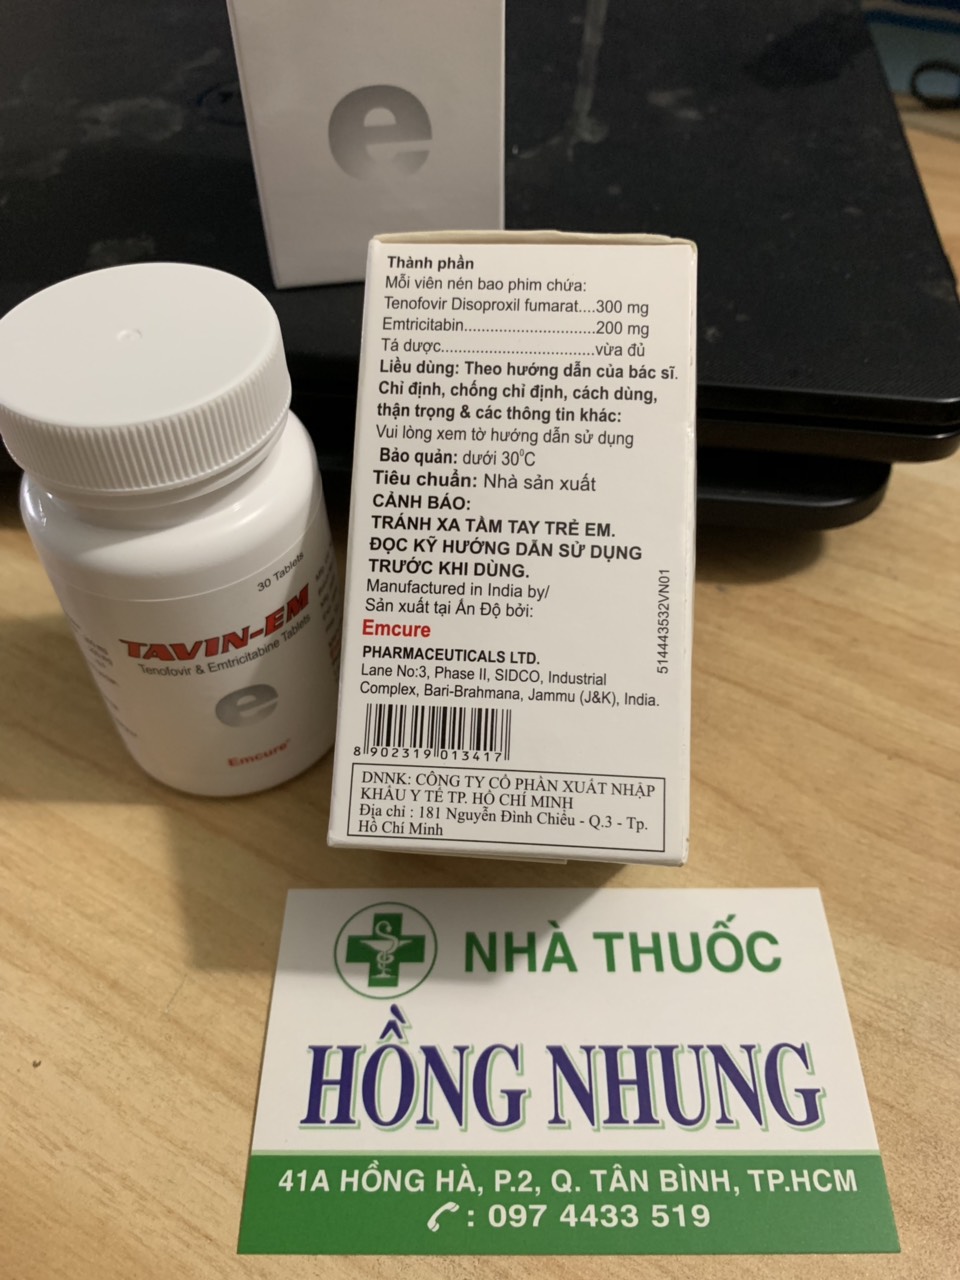 e
Thành phần
Mỗi viên nén bao phim chứa:
Tenofovir Disoproxil fumarat....300 mg
Emtricitabin............................200 mg
Tá dược.................................vừa đủ
Liều dùng: Theo hướng dẫn của bác sĩ.
Chỉ định, chống chỉ định, cách dùng,
thận trọng & các thông tin khác:
Vui lòng xem tờ hướng dẫn sử dụng
Bảo quản: dưới 30⁰C
Tiêu chuẩn: Nhà sản xuất
CẢNH BÁO:
TRÁNH XA TẦM TAY TRẺ EM.
ĐỌC KỸ HƯỚNG DẪN SỬ DỤNG
TRƯỚC KHI DÙNG.
Manufactured in India by/
Sản xuất tại Ấn Độ bởi:
Emcure
PHARMACEUTICALS LTD.
Lane No:3, Phase II, SIDCO, Industrial
Complex, Bari-Brahmana, Jammu (J&K), India.
514443532VN01
8 902319 013417
DNNK: CÔNG TY CỔ PHẦN XUẤT NHẬP
KHẨU Y TẾ TP. HỒ CHÍ MINH
Địa chỉ : 181 Nguyễn Đình Chiểu - Q.3 - Tp.
Hồ Chí Minh
30 Tablets
TAVIN-EM
Tenofovir & Emtricitabine Tablets
e
Emcure
NHÀ THUỐC
HỒNG NHUNG
41A HỒNG HÀ, P.2, Q. TÂN BÌNH, TP.HCM
: 097 4433 519